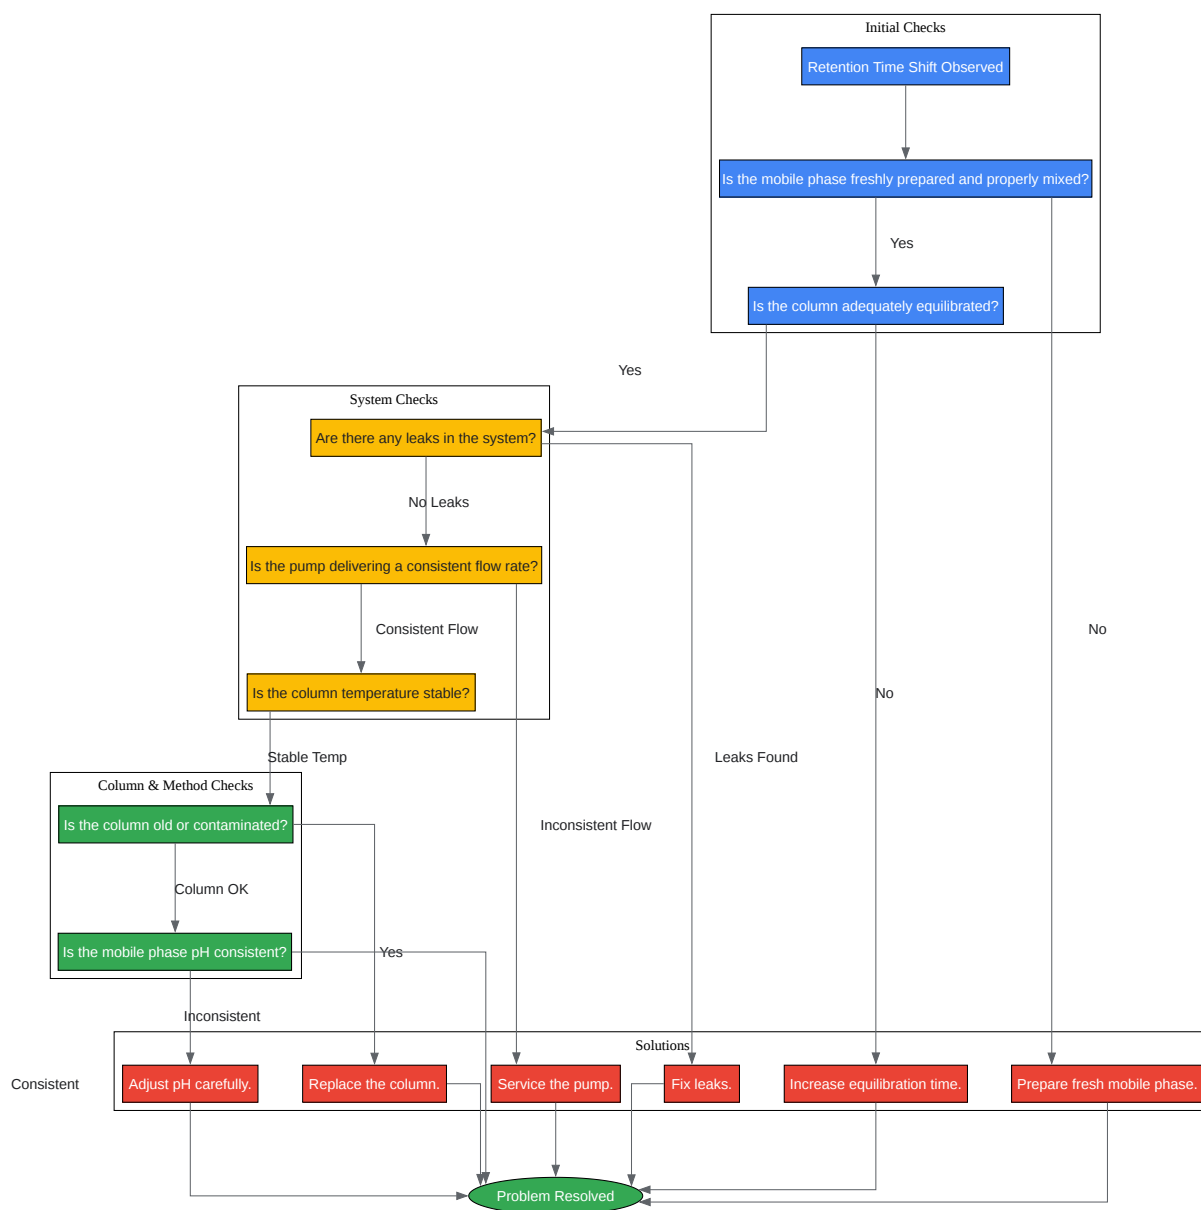 Initial Checks
Retention Time Shift Observed
Is the mobile phase freshly prepared and properly mixed?
Yes
Is the column adequately equilibrated?
Yes
System Checks
Are there any leaks in the system?
No Leaks
Is the pump delivering a consistent flow rate?
Consistent Flow
No
Is the column temperature stable?
No
Stable Temp
Leaks Found
Column & Method Checks
Is the column old or contaminated?
Inconsistent Flow
Column OK
Is the mobile phase pH consistent?
Yes
Inconsistent
Solutions
Consistent
Adjust pH carefully.
Replace the column.
Service the pump.
Fix leaks.
Increase equilibration time.
Prepare fresh mobile phase.
Problem Resolved